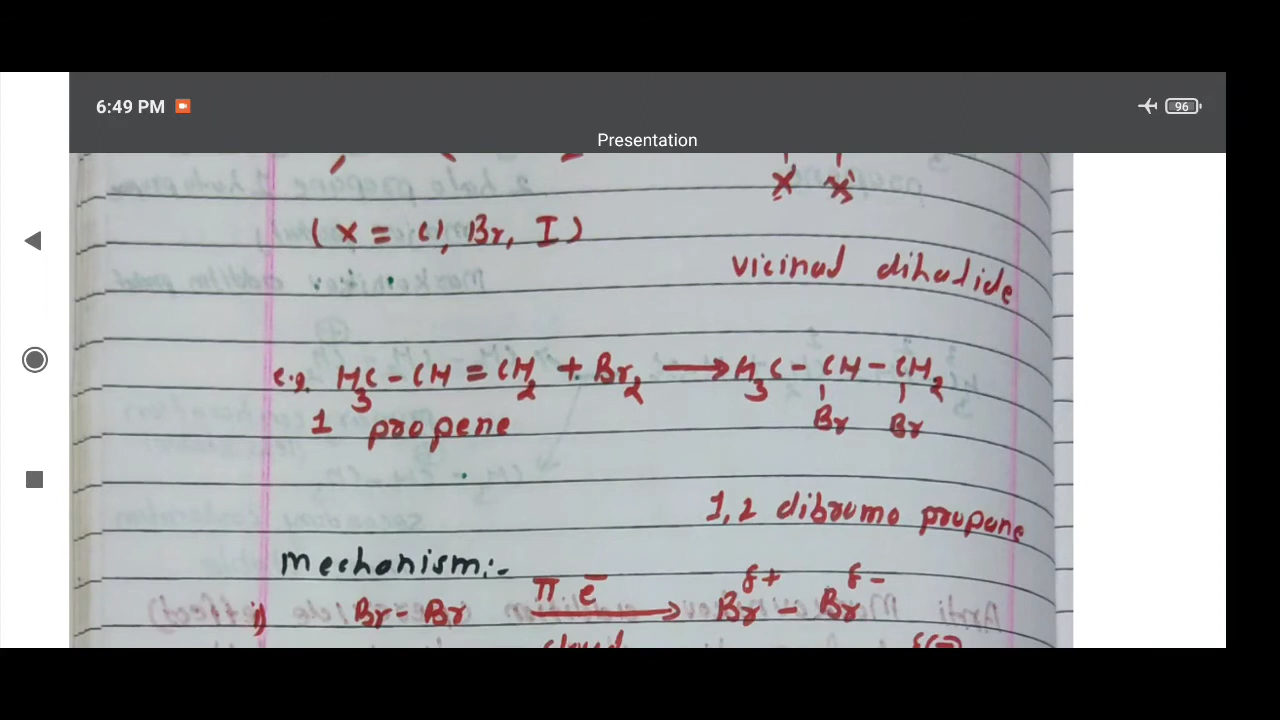 6:49 PM
96
Presentation
X X
(X = Cl, Br, I)
vicinal dihalide
e.g. H3C - CH = CH2 + Br2 ⟶ H3C - CH - CH2
Br Br
1 propene
1,2 dibromo propane
Mechanism:-
i) Br - Br π e̅ ⟶ Br - Br
δ+ δ-
cloud